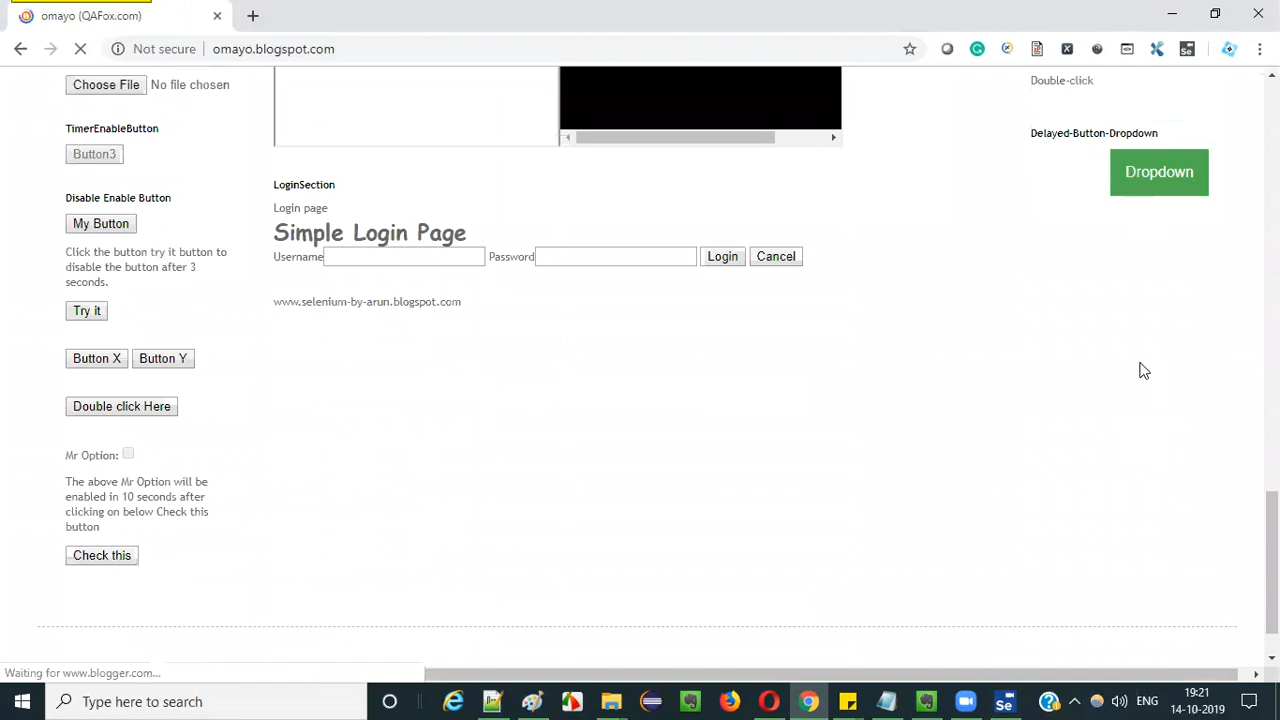 omayo (QAFox.com)
Not secure
omayo.blogspot.com
Choose File No file chosen
TimerEnableButton
Button3
Disable Enable Button
My Button
Click the button try it button to
disable the button after 3
seconds.
Try it
Button X Button Y
Double click Here
Mr Option:
The above Mr Option will be
enabled in 10 seconds after
clicking on below Check this
button
Check this
LoginSection
Login page
Simple Login Page
Username Password Login Cancel
www.selenium-by-arun.blogspot.com
Double-click
Delayed-Button-Dropdown
Dropdown
Waiting for www.blogger.com...
Type here to search
Se
ENG
19:21
14-10-2019